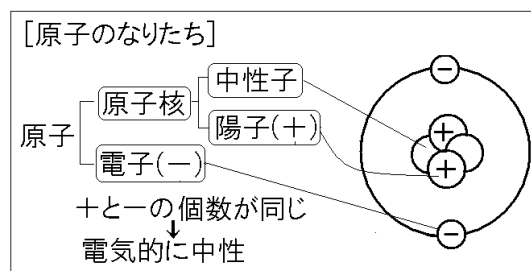 [原子のなりたち]
中性子
原子核
陽子(+)
原子
電子(−)
+と−の個数が同じ
↓
電気的に中性
−
+
+
−